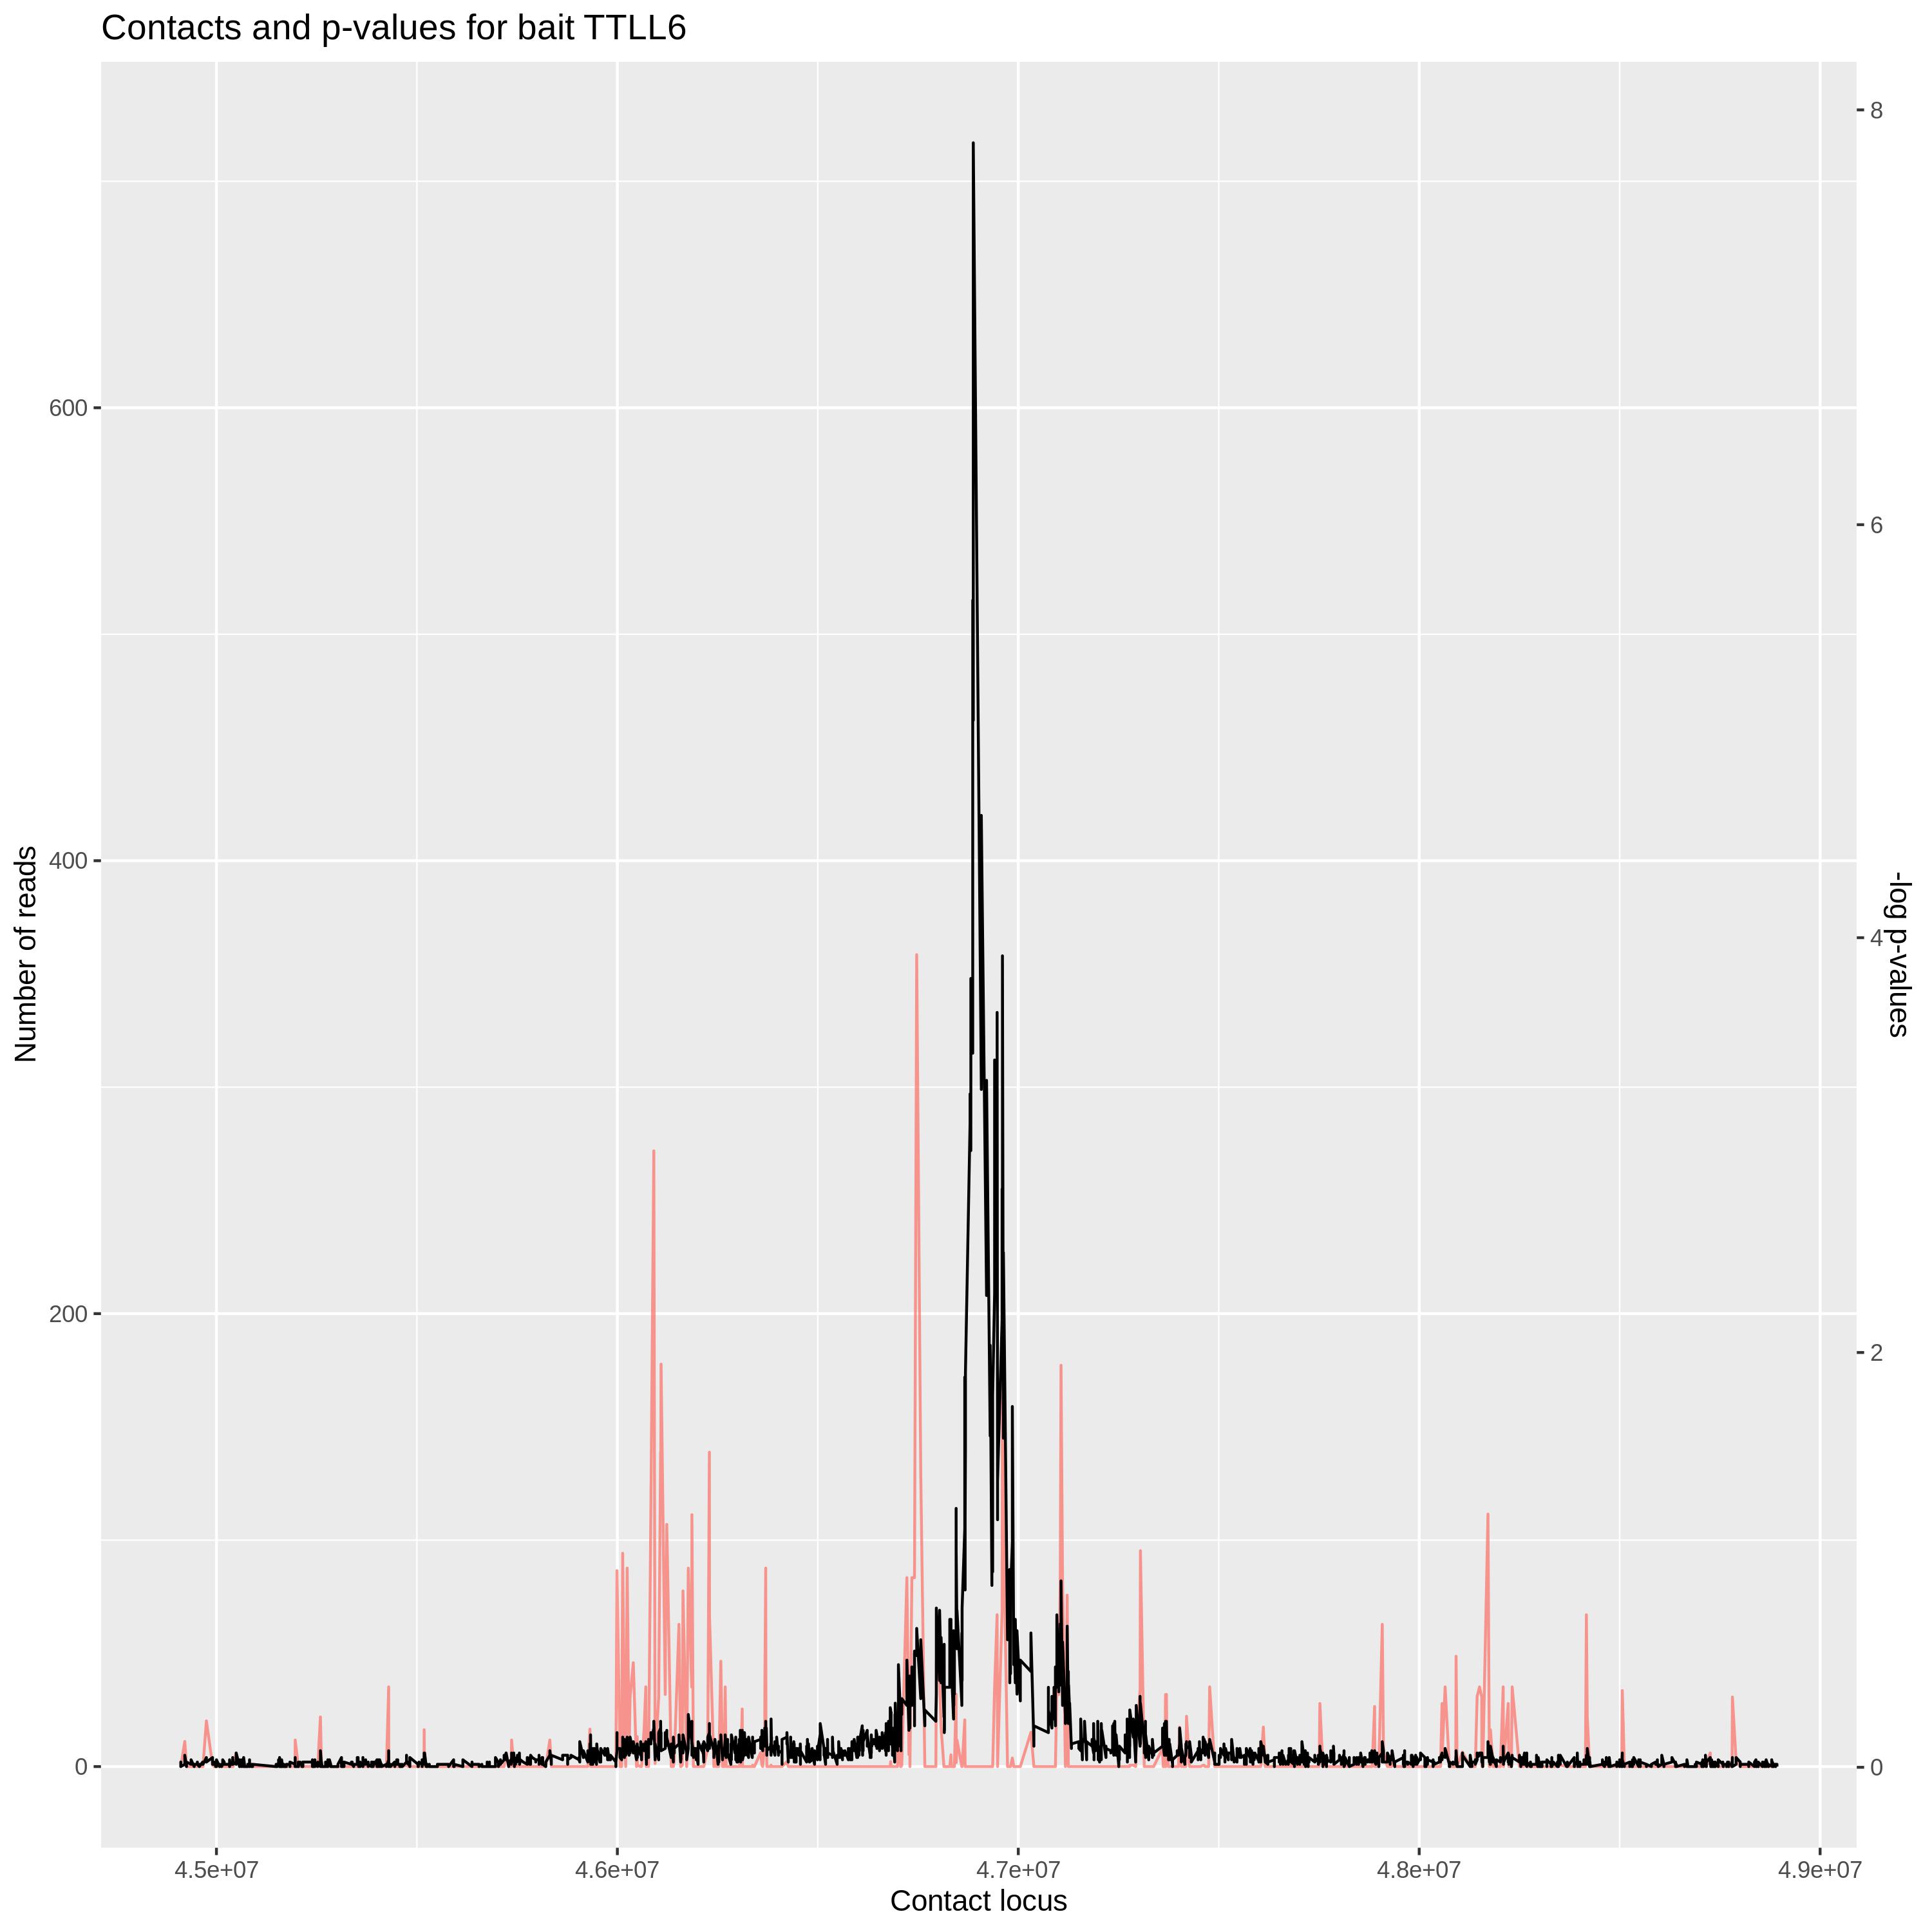 Contacts and p-values for bait TTLL6
Number of reads
600
400
200
0
8
6
4
2
0
-log p-values
4.5e+07
4.6e+07
4.7e+07
4.8e+07
4.9e+07
Contact locus